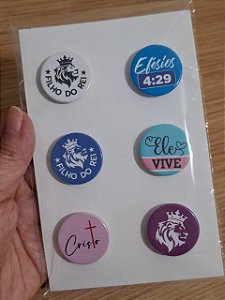 FILHO DO REI
Efésios
4:29
FILHO DO REI
Ele
VIVE
Cristo